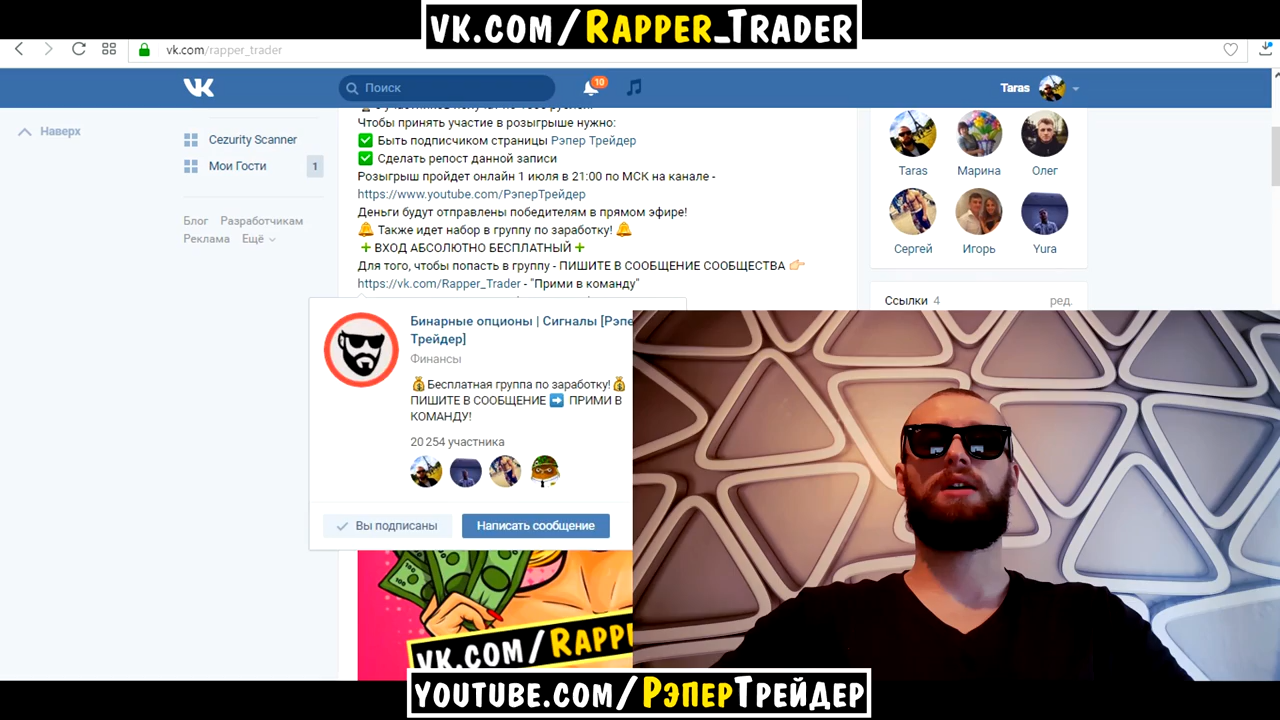 VK.COM/RAPPER_TRADER
vk.com/rapper_trader
Поиск
10
Taras
Наверх
Cezurity Scanner
Мои Гости
1
Блог Разработчикам
Реклама Ещё
Чтобы принять участие в розыгрыше нужно:
Быть подписчиком страницы Рэпер Трейдер
Сделать репост данной записи
Розыгрыш пройдет онлайн 1 июля в 21:00 по МСК на канале -
https://www.youtube.com/РэперТрейдер
Деньги будут отправлены победителям в прямом эфире!
Также идет набор в группу по заработку!
ВХОД АБСОЛЮТНО БЕСПЛАТНЫЙ
Для того, чтобы попасть в группу - ПИШИТЕ В СООБЩЕНИЕ СООБЩЕСТВА
https://vk.com/Rapper_Trader - "Прими в команду"
Taras Марина Олег
Сергей Игорь Yura
Ссылки 4 ред.
Бинарные опционы | Сигналы [Рэпе
Трейдер]
Финансы
Бесплатная группа по заработку!
ПИШИТЕ В СООБЩЕНИЕ ПРИМИ В
КОМАНДУ!
20 254 участника
Вы подписаны
Написать сообщение
VK.COM/RAPP
YOUTUBE.COM/РЭПЕРТРЕЙДЕР